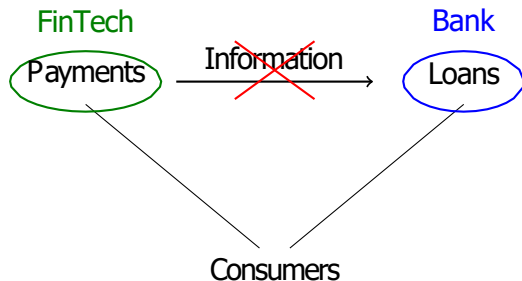 FinTech
Bank
Payments
Information
Loans
Consumers